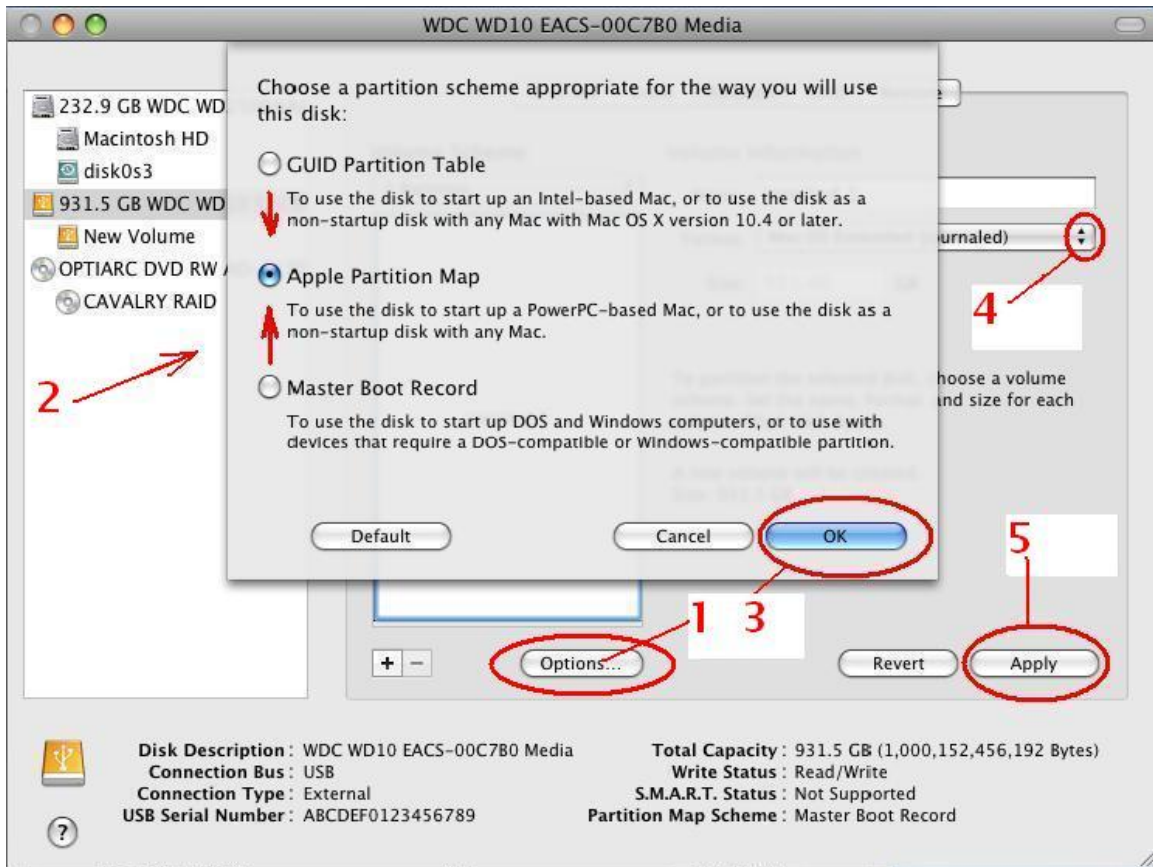 WDC WD10 EACS-00C7B0 Media
232.9 GB WDC WD
Macintosh HD
disk0s3
931.5 GB WDC WD
New Volume
OPTIARC DVD RW
CAVALRY RAID
2
Choose a partition scheme appropriate for the way you will use
this disk:
GUID Partition Table
To use the disk to start up an Intel-based Mac, or to use the disk as a
non-startup disk with any Mac with Mac OS X version 10.4 or later.
Apple Partition Map
To use the disk to start up a PowerPC-based Mac, or to use the disk as a
non-startup disk with any Mac.
Master Boot Record
To use the disk to start up DOS and Windows computers, or to use with
devices that require a DOS-compatible or Windows-compatible partition.
Default
Cancel
OK
urnaled)
4
hoose a volume
and size for each
5
1 3
+ −
Options...
Revert
Apply
Disk Description : WDC WD10 EACS-00C7B0 Media
Connection Bus : USB
Connection Type : External
USB Serial Number : ABCDEF0123456789
Total Capacity : 931.5 GB (1,000,152,456,192 Bytes)
Write Status : Read/Write
S.M.A.R.T. Status : Not Supported
Partition Map Scheme : Master Boot Record
?